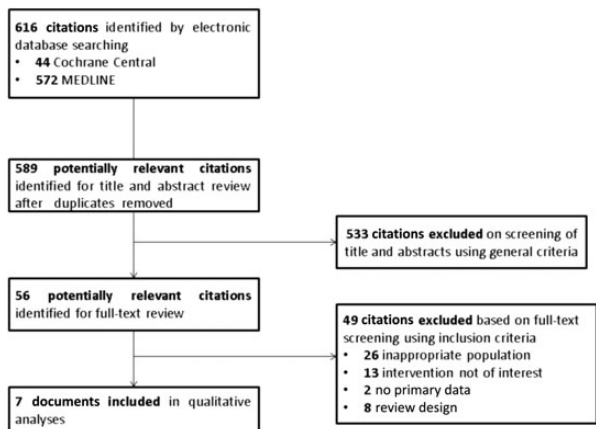 616 citations identified by electronic
database searching
• 44 Cochrane Central
• 572 MEDLINE
589 potentially relevant citations
identified for title and abstract review
after duplicates removed
533 citations excluded on screening of
title and abstracts using general criteria
56 potentially relevant citations
identified for full-text review
49 citations excluded based on full-text
screening using inclusion criteria
• 26 inappropriate population
• 13 intervention not of interest
• 2 no primary data
• 8 review design
7 documents included in qualitative
analyses